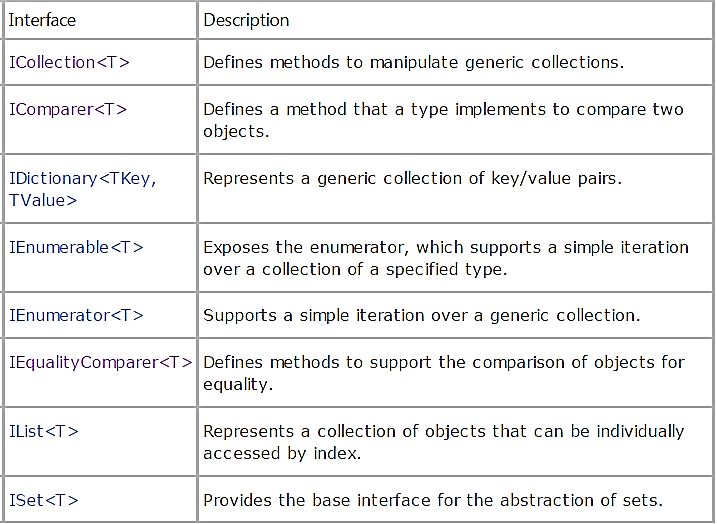 Interface Description
ICollection<T> Defines methods to manipulate generic collections.
IComparer<T> Defines a method that a type implements to compare two
objects.
IDictionary<TKey, Represents a generic collection of key/value pairs.
TValue>
IEnumerable<T> Exposes the enumerator, which supports a simple iteration
over a collection of a specified type.
IEnumerator<T> Supports a simple iteration over a generic collection.
IEqualityComparer<T> Defines methods to support the comparison of objects for
equality.
IList<T> Represents a collection of objects that can be individually
accessed by index.
ISet<T> Provides the base interface for the abstraction of sets.